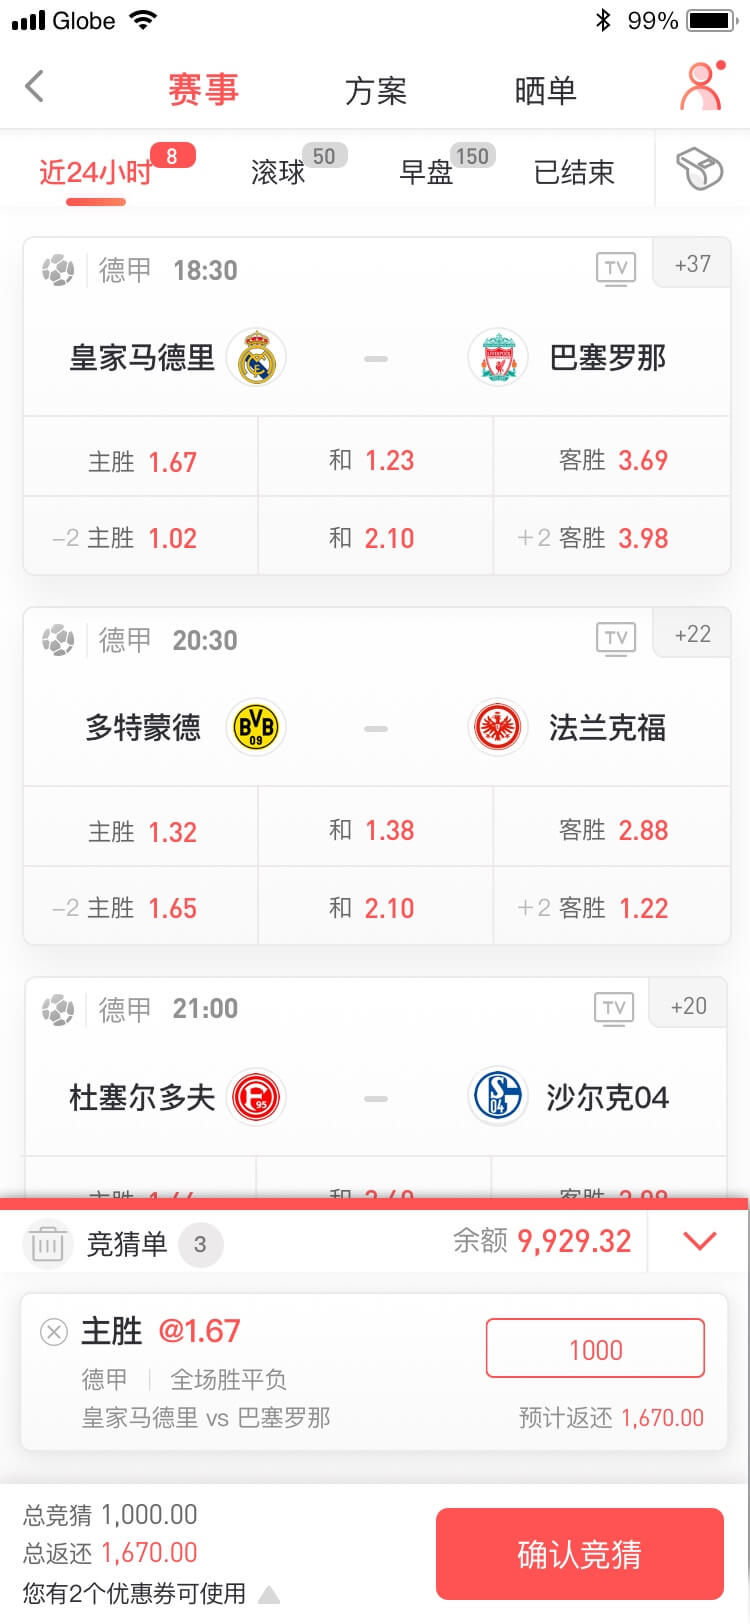 Globe 99%
赛事 方案 晒单
近24小时 8 滚球 50 早盘 150 已结束
德甲 18:30 TV +37
皇家马德里 巴塞罗那
主胜 1.67 和 1.23 客胜 3.69
-2 主胜 1.02 和 2.10 +2 客胜 3.98
德甲 20:30 TV +22
多特蒙德 BVB 09 法兰克福
主胜 1.32 和 1.38 客胜 2.88
-2 主胜 1.65 和 2.10 +2 客胜 1.22
德甲 21:00 TV +20
杜塞尔多夫 F 95 S 04 沙尔克04
主胜 和 客胜
竞猜单 3 余额 9,929.32
主胜 @1.67 1000
德甲 全场胜平负
皇家马德里 vs 巴塞罗那 预计返还 1,670.00
总竞猜 1,000.00
总返还 1,670.00
确认竞猜
您有2个优惠券可使用